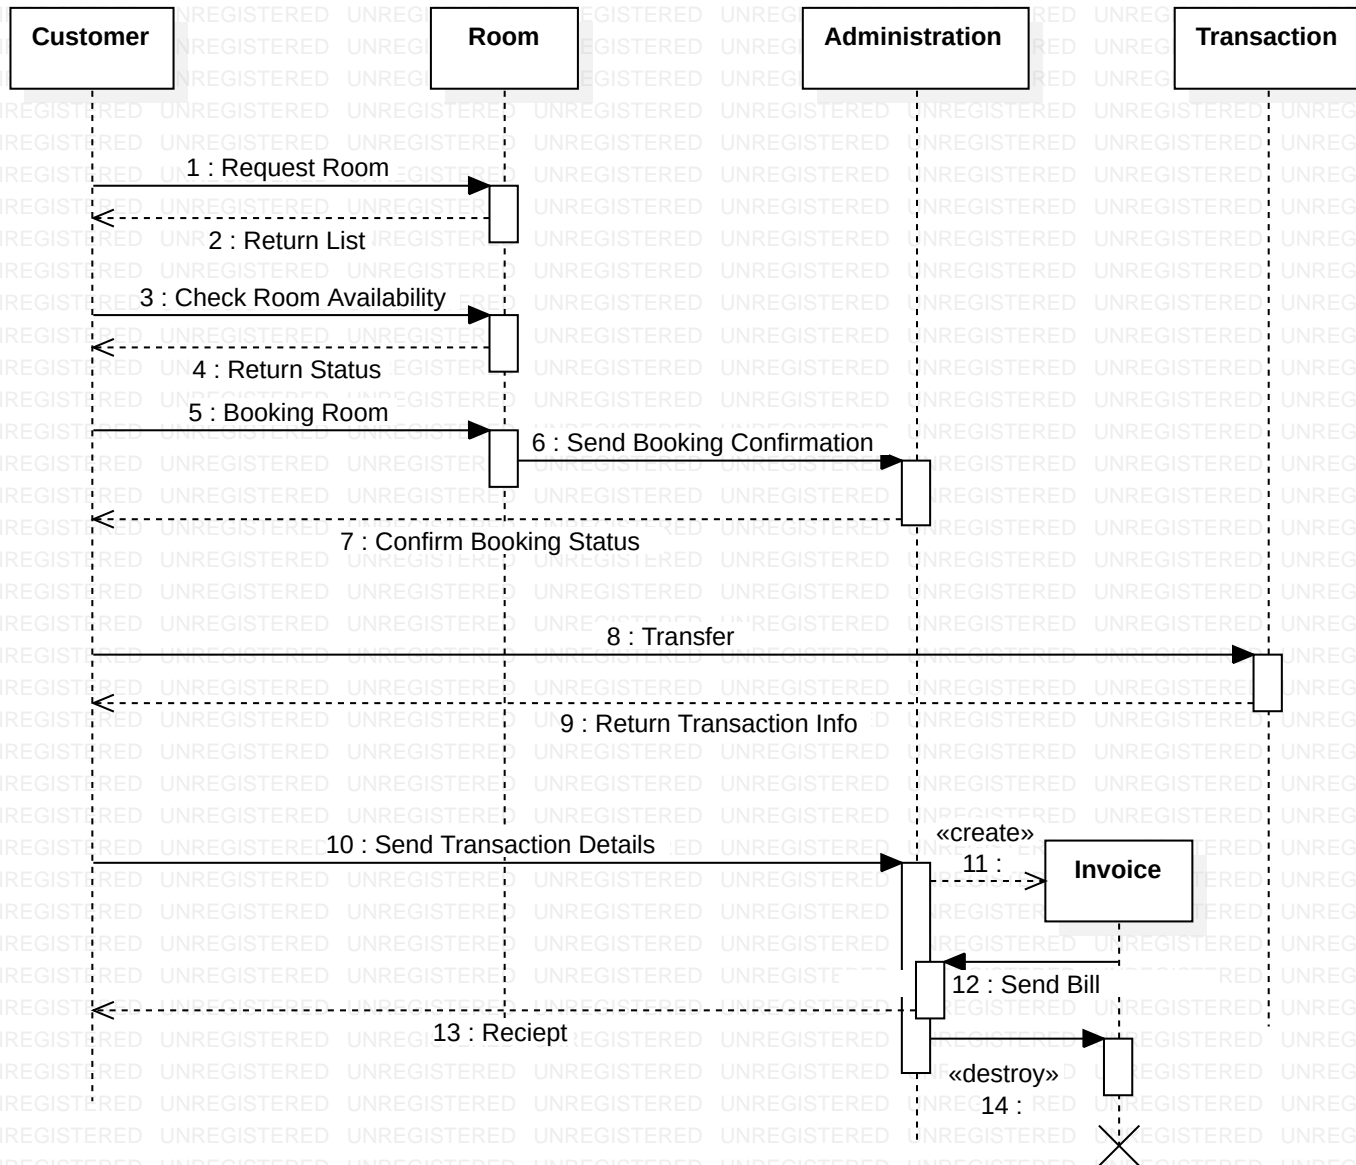 Customer
Room
Administration
Transaction
1 : Request Room
2 : Return List
3 : Check Room Availability
4 : Return Status
5 : Booking Room
6 : Send Booking Confirmation
7 : Confirm Booking Status
8 : Transfer
9 : Return Transaction Info
10 : Send Transaction Details
«create»
11 :
Invoice
12 : Send Bill
13 : Reciept
«destroy»
14 :
UNREGISTERED